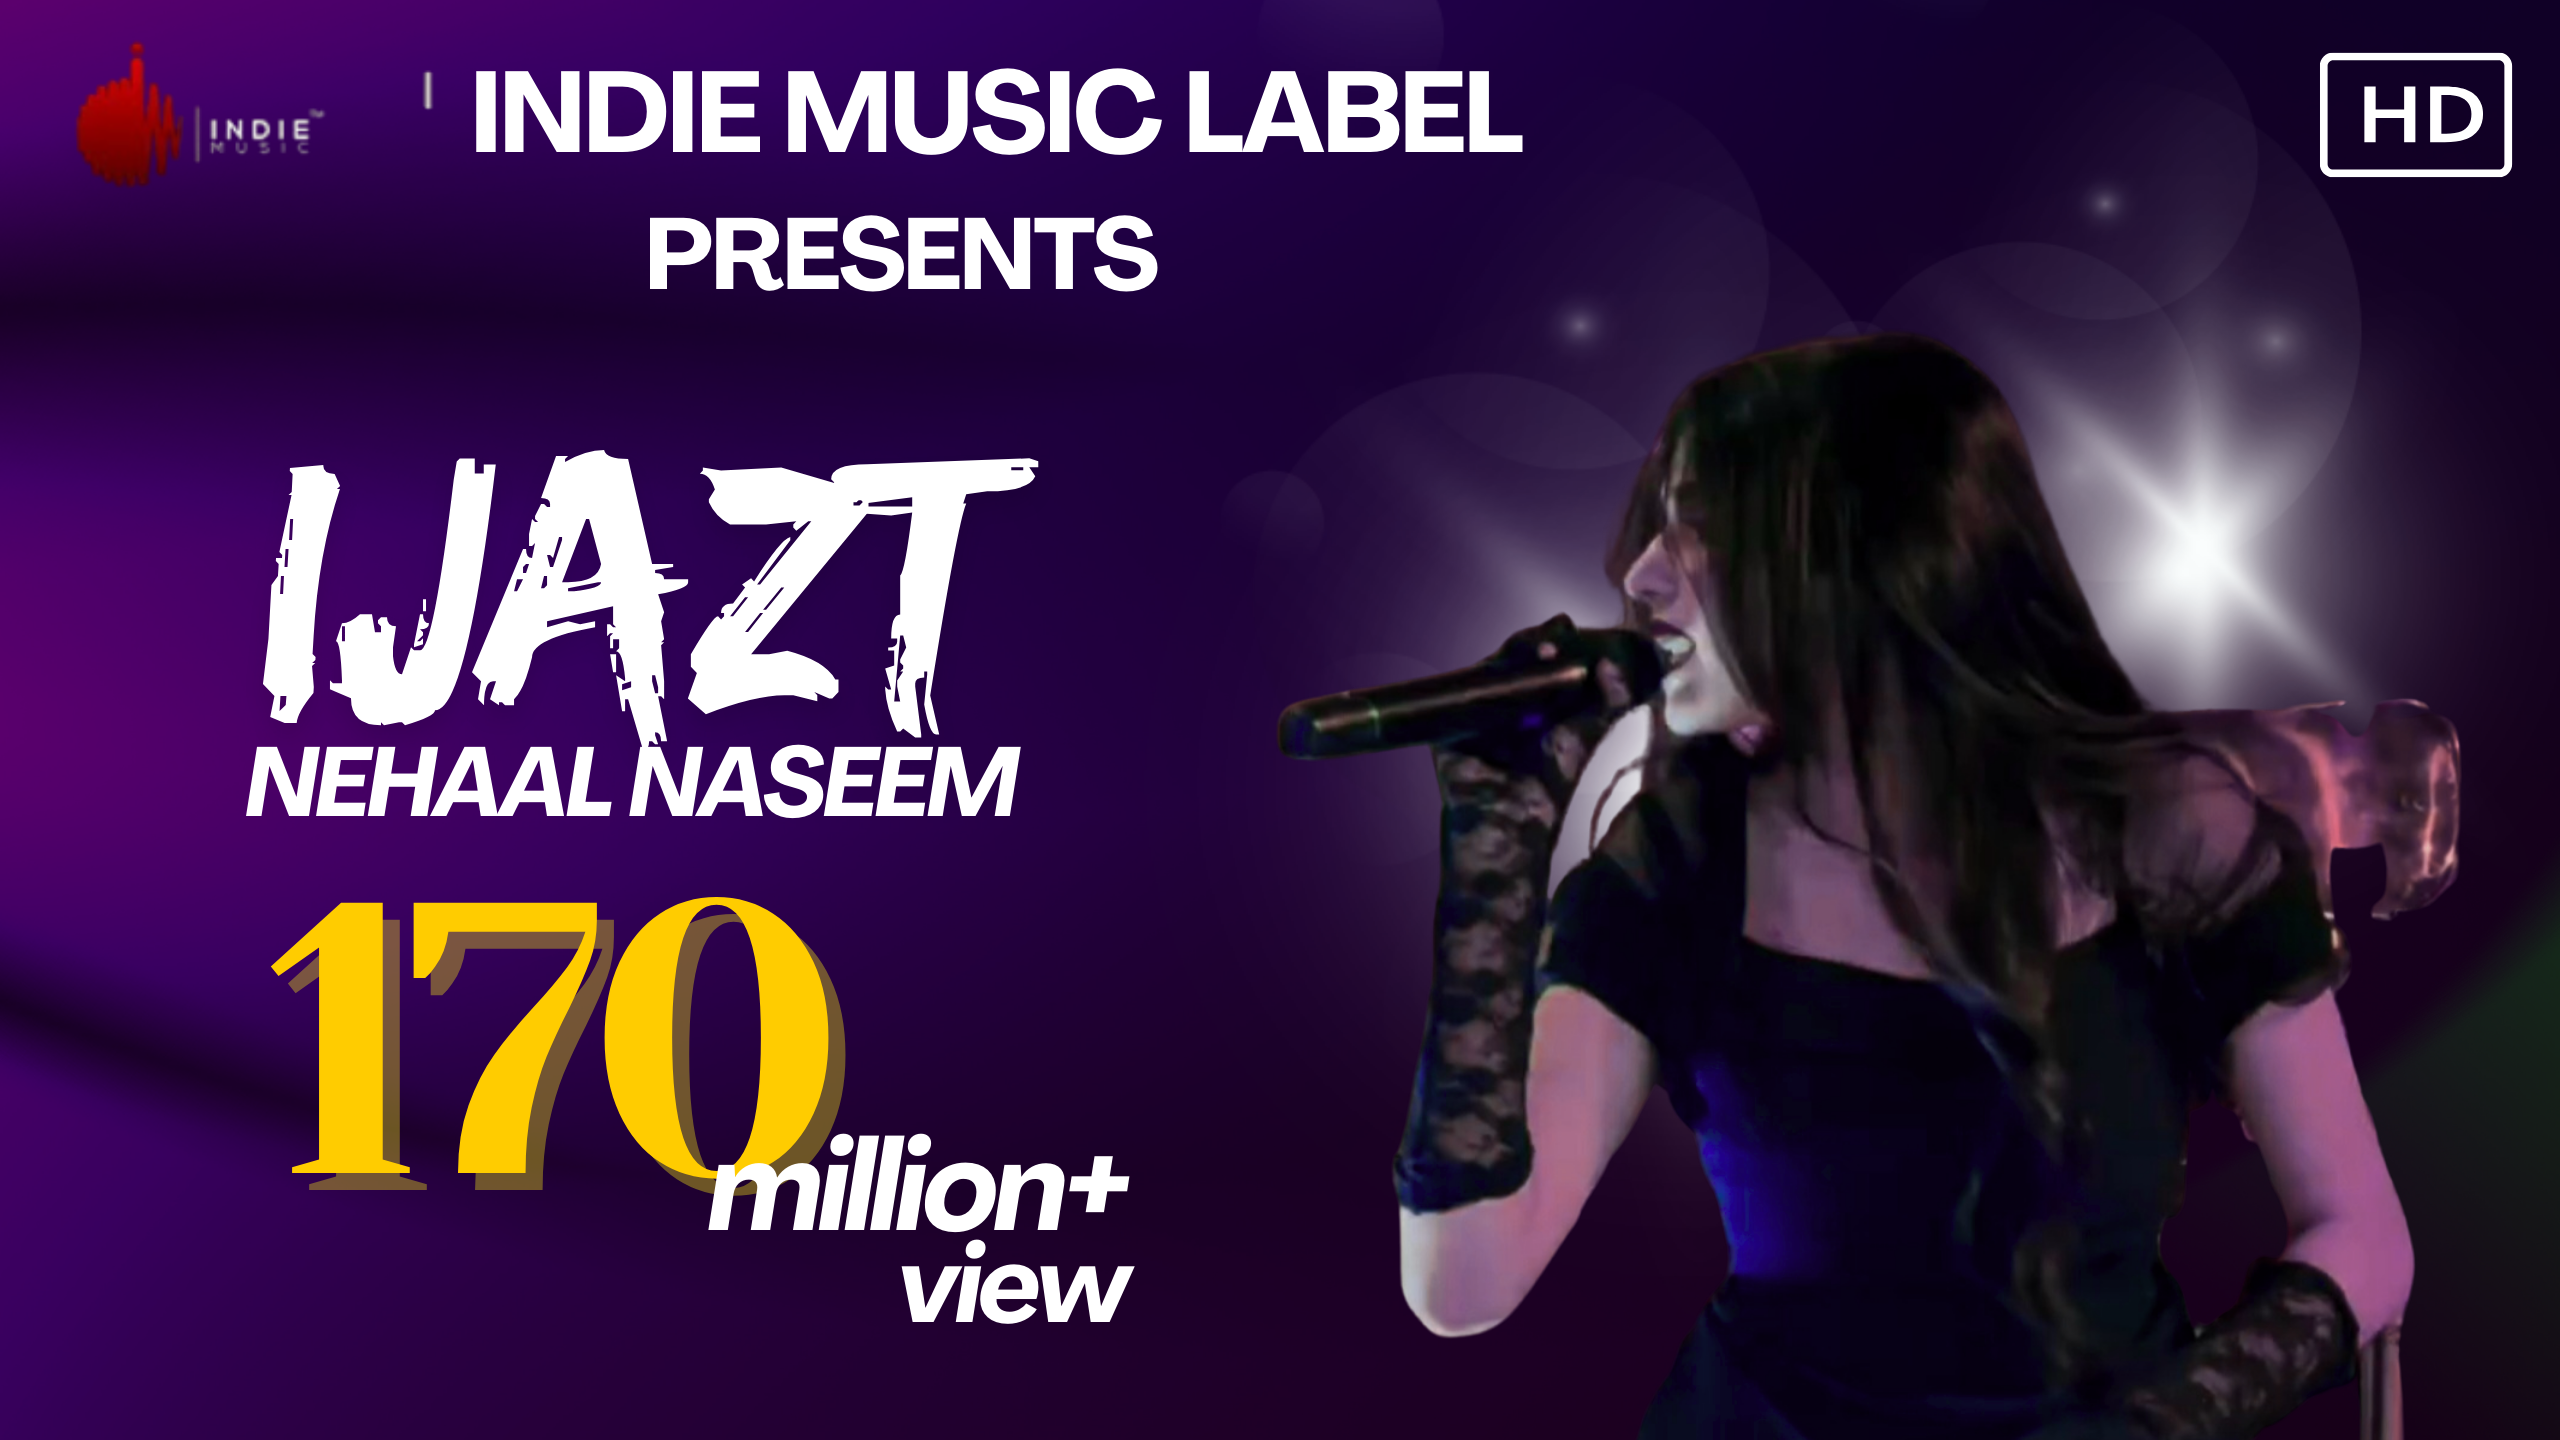 INDIE
MUSIC
INDIE MUSIC LABEL
PRESENTS
HD
IJAZT
NEHAAL NASEEM
170
million+
view